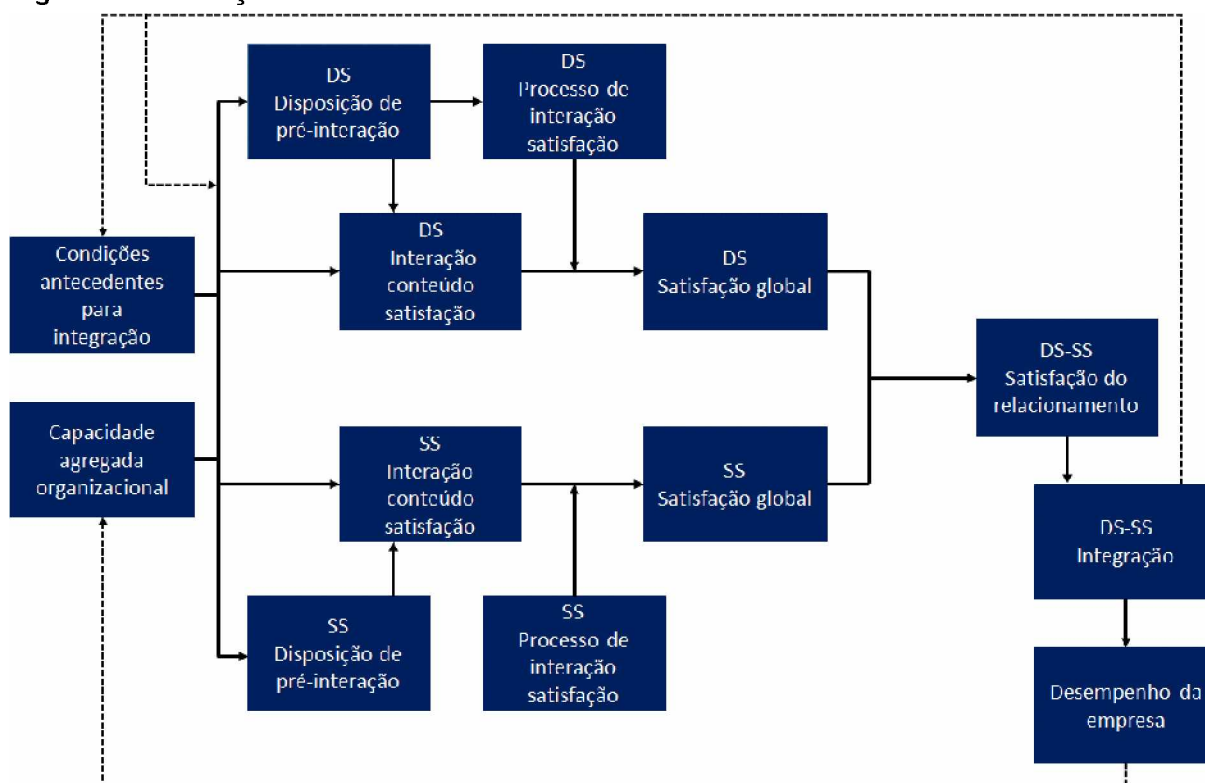 DS
Disposição de
pré-interação
DS
Processo de
interação
satisfação
DS
Interação
conteúdo
satisfação
DS
Satisfação global
Condições
antecedentes
para
integração
DS-SS
Satisfação do
relacionamento
Capacidade
agregada
organizacional
SS
Interação
conteúdo
satisfação
SS
Satisfação global
DS-SS
Integração
SS
Disposição de
pré-interação
SS
Processo de
interação
satisfação
Desempenho da
empresa